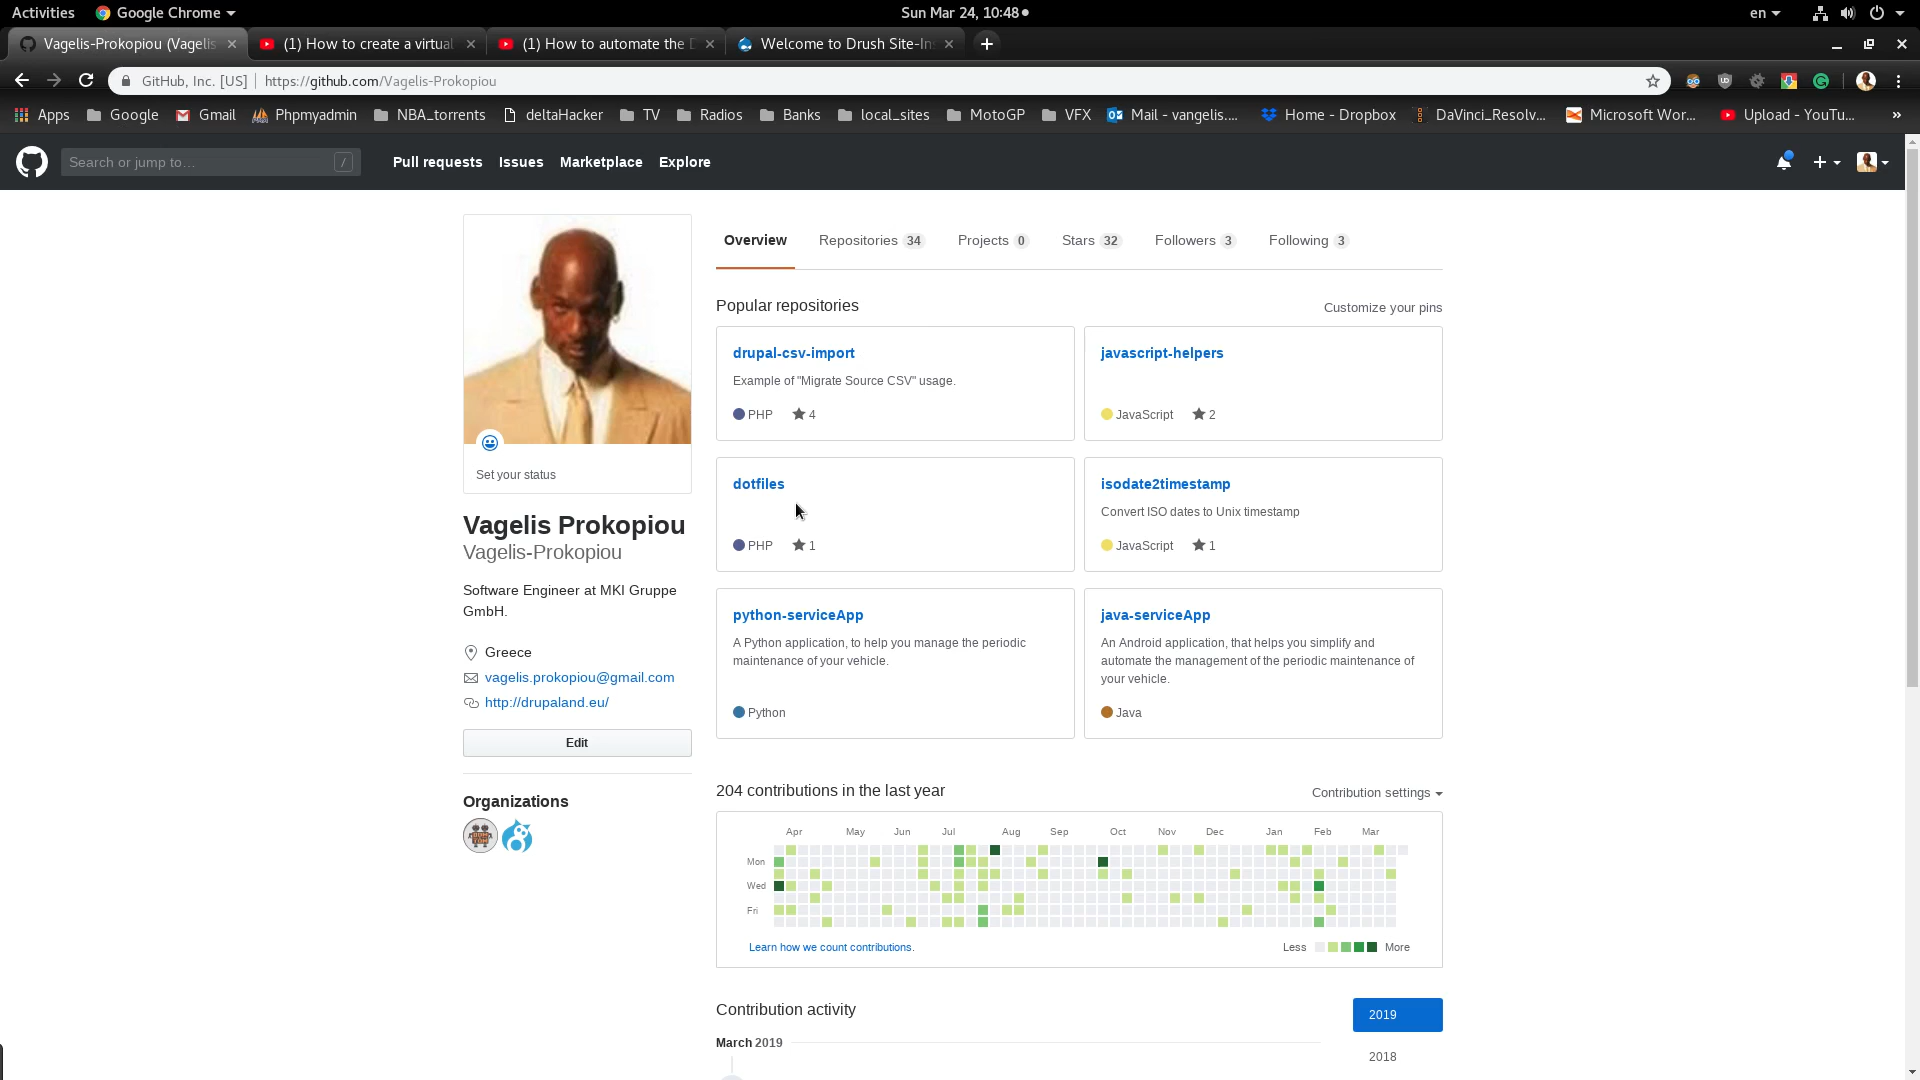 Activities Google Chrome Sun Mar 24, 10:48 en
Vagelis-Prokopiou (Vagelis (1) How to create a virtual (1) How to automate the D Welcome to Drush Site-Ins
GitHub, Inc. [US] https://github.com/Vagelis-Prokopiou
Apps Google Gmail Phpmyadmin NBA_torrents deltaHacker TV Radios Banks local_sites MotoGP VFX Mail - vangelis.... Home - Dropbox DaVinci_Resolv... Microsoft Wor... Upload - YouTu... »
Search or jump to... / Pull requests Issues Marketplace Explore
Overview Repositories 34 Projects 0 Stars 32 Followers 3 Following 3
Popular repositories Customize your pins
drupal-csv-import
Example of "Migrate Source CSV" usage.
PHP 4
javascript-helpers
JavaScript 2
dotfiles
PHP 1
isodate2timestamp
Convert ISO dates to Unix timestamp
JavaScript 1
python-serviceApp
A Python application, to help you manage the periodic
maintenance of your vehicle.
Python
java-serviceApp
An Android application, that helps you simplify and
automate the management of the periodic maintenance of
your vehicle.
Java
Set your status
Vagelis Prokopiou
Vagelis-Prokopiou
Software Engineer at MKI Gruppe
GmbH.
Greece
vagelis.prokopiou@gmail.com
http://drupaland.eu/
Edit
Organizations
204 contributions in the last year Contribution settings
Apr May Jun Jul Aug Sep Oct Nov Dec Jan Feb Mar
Mon
Wed
Fri
Learn how we count contributions. Less More
Contribution activity 2019
March 2019
2018